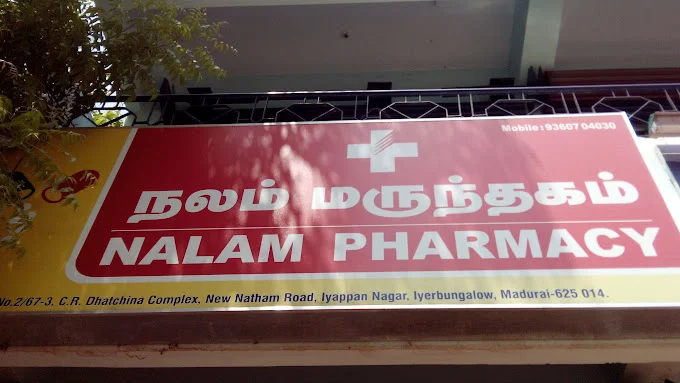 Mobile : 93607 04030
நலம் மருந்தகம்
NALAM PHARMACY
No.2/67-3, C.R. Dhatchina Complex, New Natham Road, Iyappan Nagar, Iyerbungalow, Madurai-625 014.